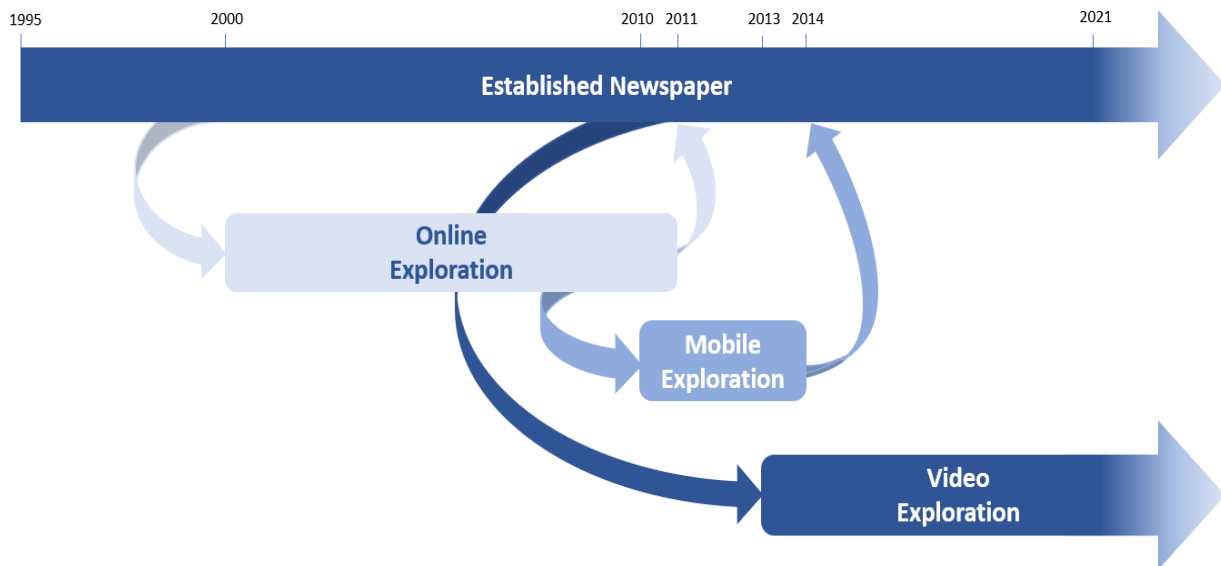 1995 2000 2010 2011 2013 2014 2021
Established Newspaper
Online
Exploration
Mobile
Exploration
Video
Exploration